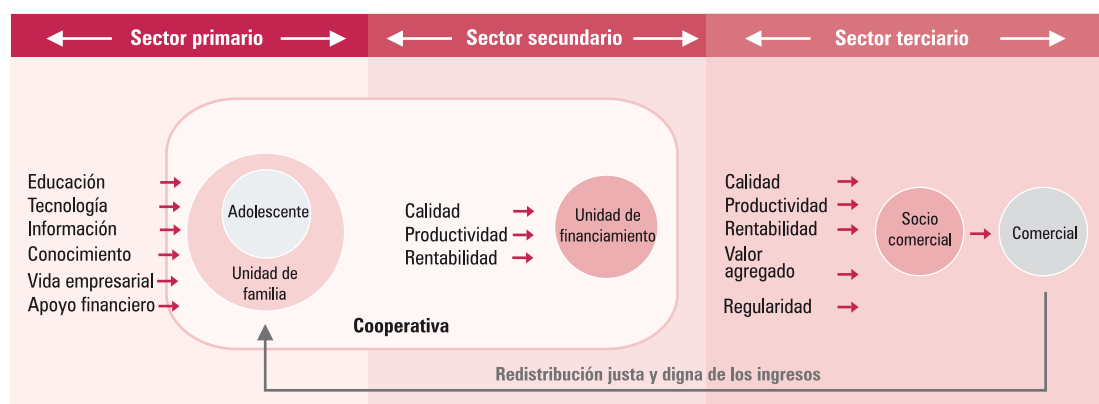 Sector primario
Sector secundario
Sector terciario
Educación
Tecnología
Información
Conocimiento
Vida empresarial
Apoyo financiero
Adolescente
Unidad de
familia
Cooperativa
Calidad
Productividad
Rentabilidad
Unidad de
financiamiento
Calidad
Productividad
Rentabilidad
Valor
agregado
Regularidad
Socio
comercial
Comercial
Redistribución justa y digna de los ingresos